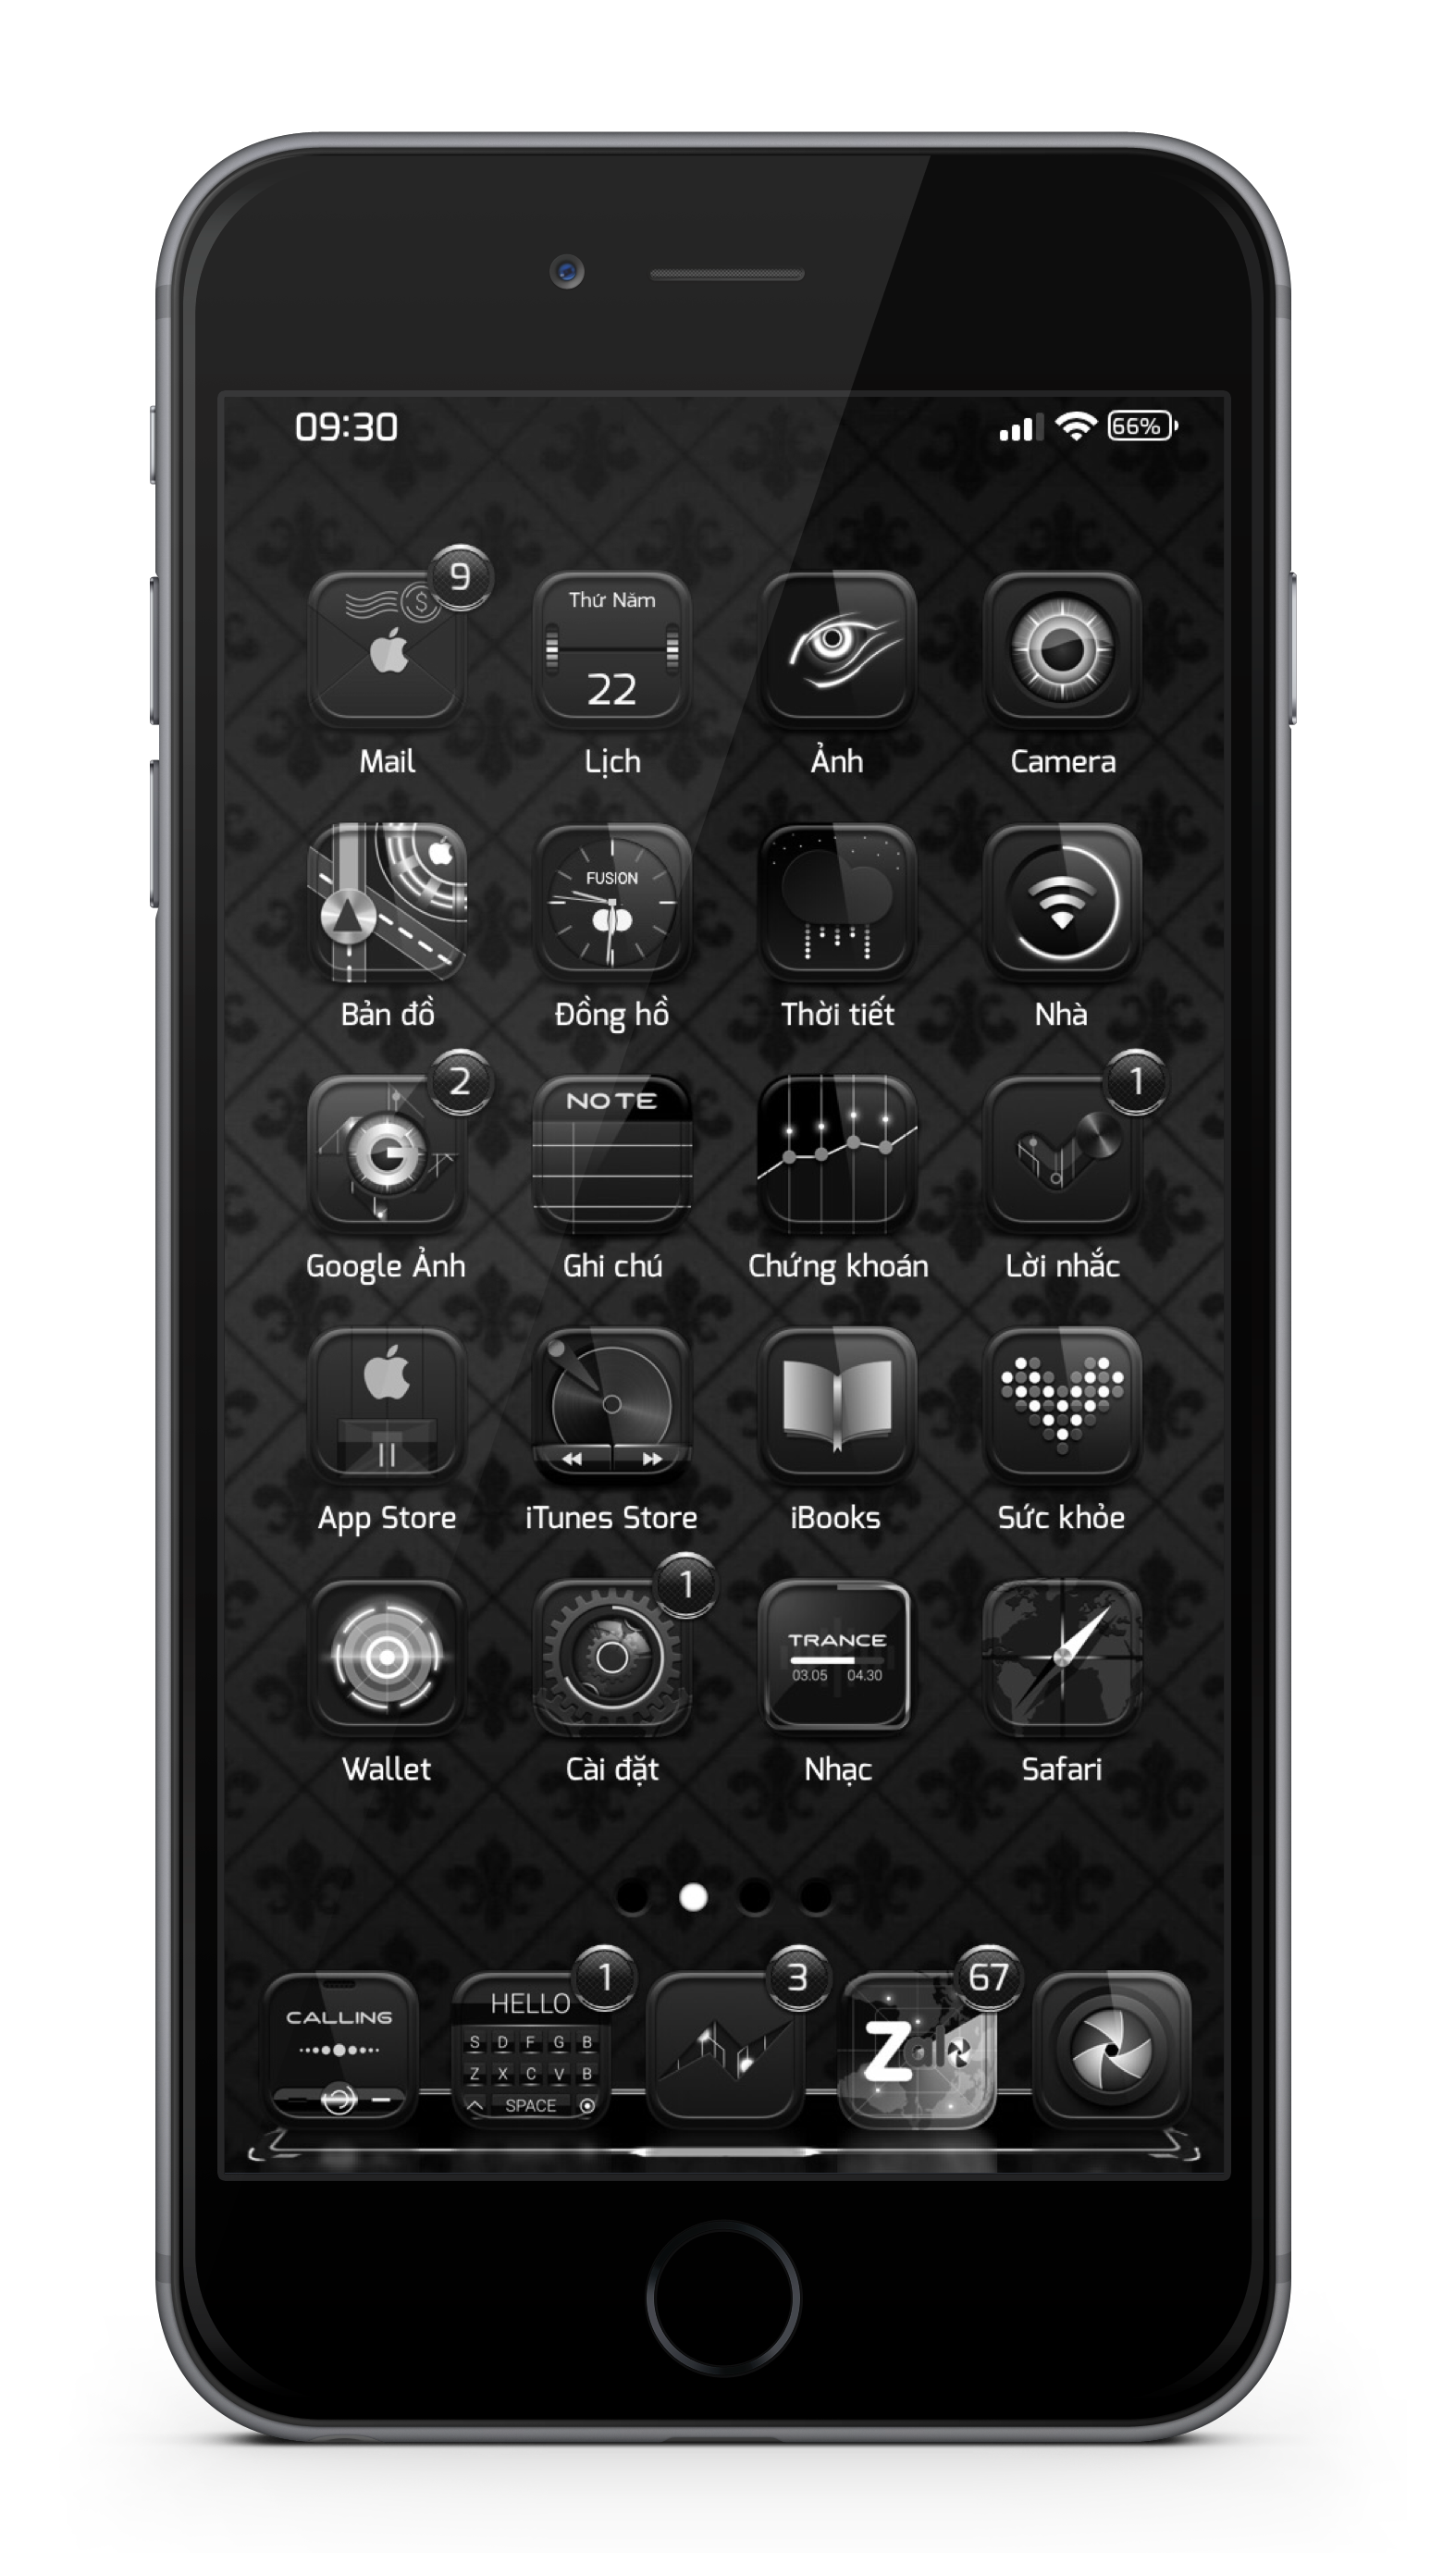 09:30
66%
9
Thứ Năm
22
$
Mail
Lịch
Ảnh
Camera
FUSION
Bản đồ
Đồng hồ
Thời tiết
Nhà
2
NOTE
1
Google Ảnh
Ghi chú
Chứng khoán
Lời nhắc
App Store
iTunes Store
iBooks
Sức khỏe
1
TRANCE
03.05 04.30
Wallet
Cài đặt
Nhạc
Safari
CALLING
1
HELLO
S D F G B
Z X C V B
SPACE
3
67
Zalo